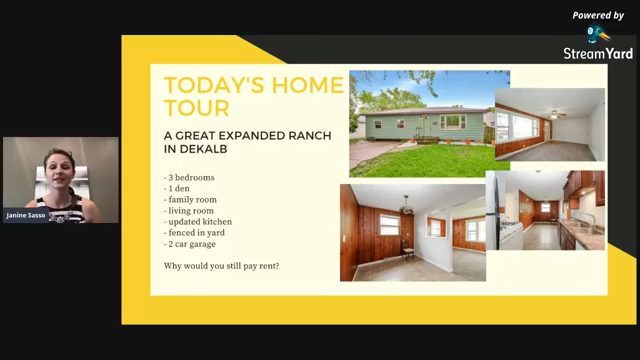 Powered by
StreamYard
TODAY'S HOME
TOUR
A GREAT EXPANDED RANCH
IN DEKALB
- 3 bedrooms
- 1 den
- family room
- living room
- updated kitchen
- fenced in yard
- 2 car garage
Why would you still pay rent?
Janine Sasso